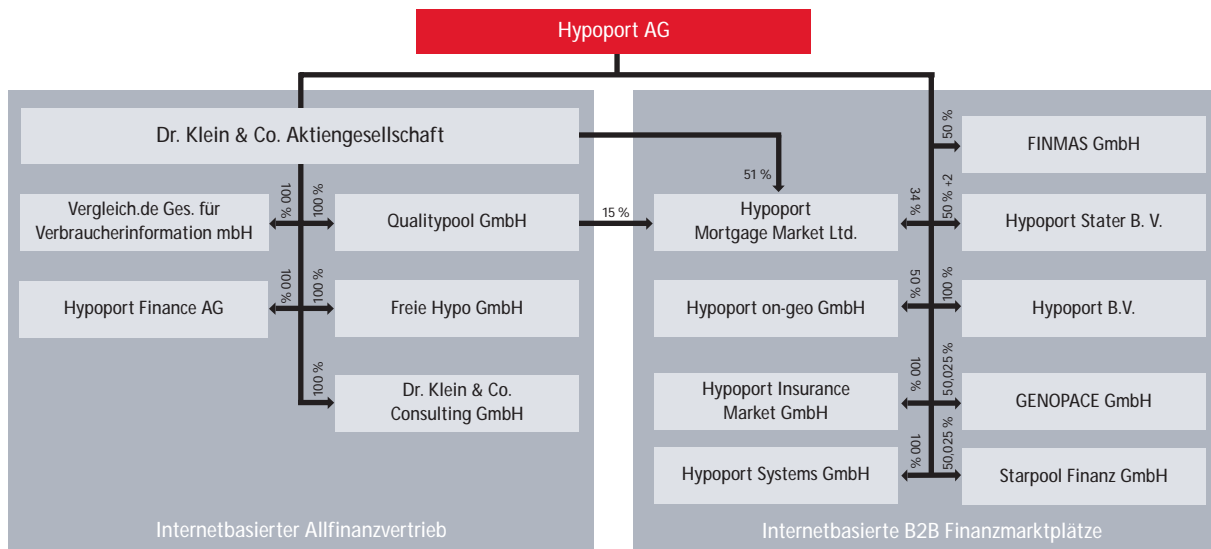 Hypoport AG
Dr. Klein & Co. Aktiengesellschaft
100 %
100 %
Vergleich.de Ges. für
Verbraucherinformation mbH
Qualitypool GmbH
100 %
100 %
Hypoport Finance AG
Freie Hypo GmbH
100 %
Dr. Klein & Co.
Consulting GmbH
Internetbasierter Allfinanzvertrieb
51 %
15 %
50 %
FINMAS GmbH
Hypoport
Mortgage Market Ltd.
34 %
50 % +2
Hypoport Stater B. V.
Hypoport on-geo GmbH
50 %
100 %
Hypoport B.V.
Hypoport Insurance
Market GmbH
100 %
50,025 %
GENOPACE GmbH
Hypoport Systems GmbH
100 %
50,025 %
Starpool Finanz GmbH
Internetbasierte B2B Finanzmarktplätze